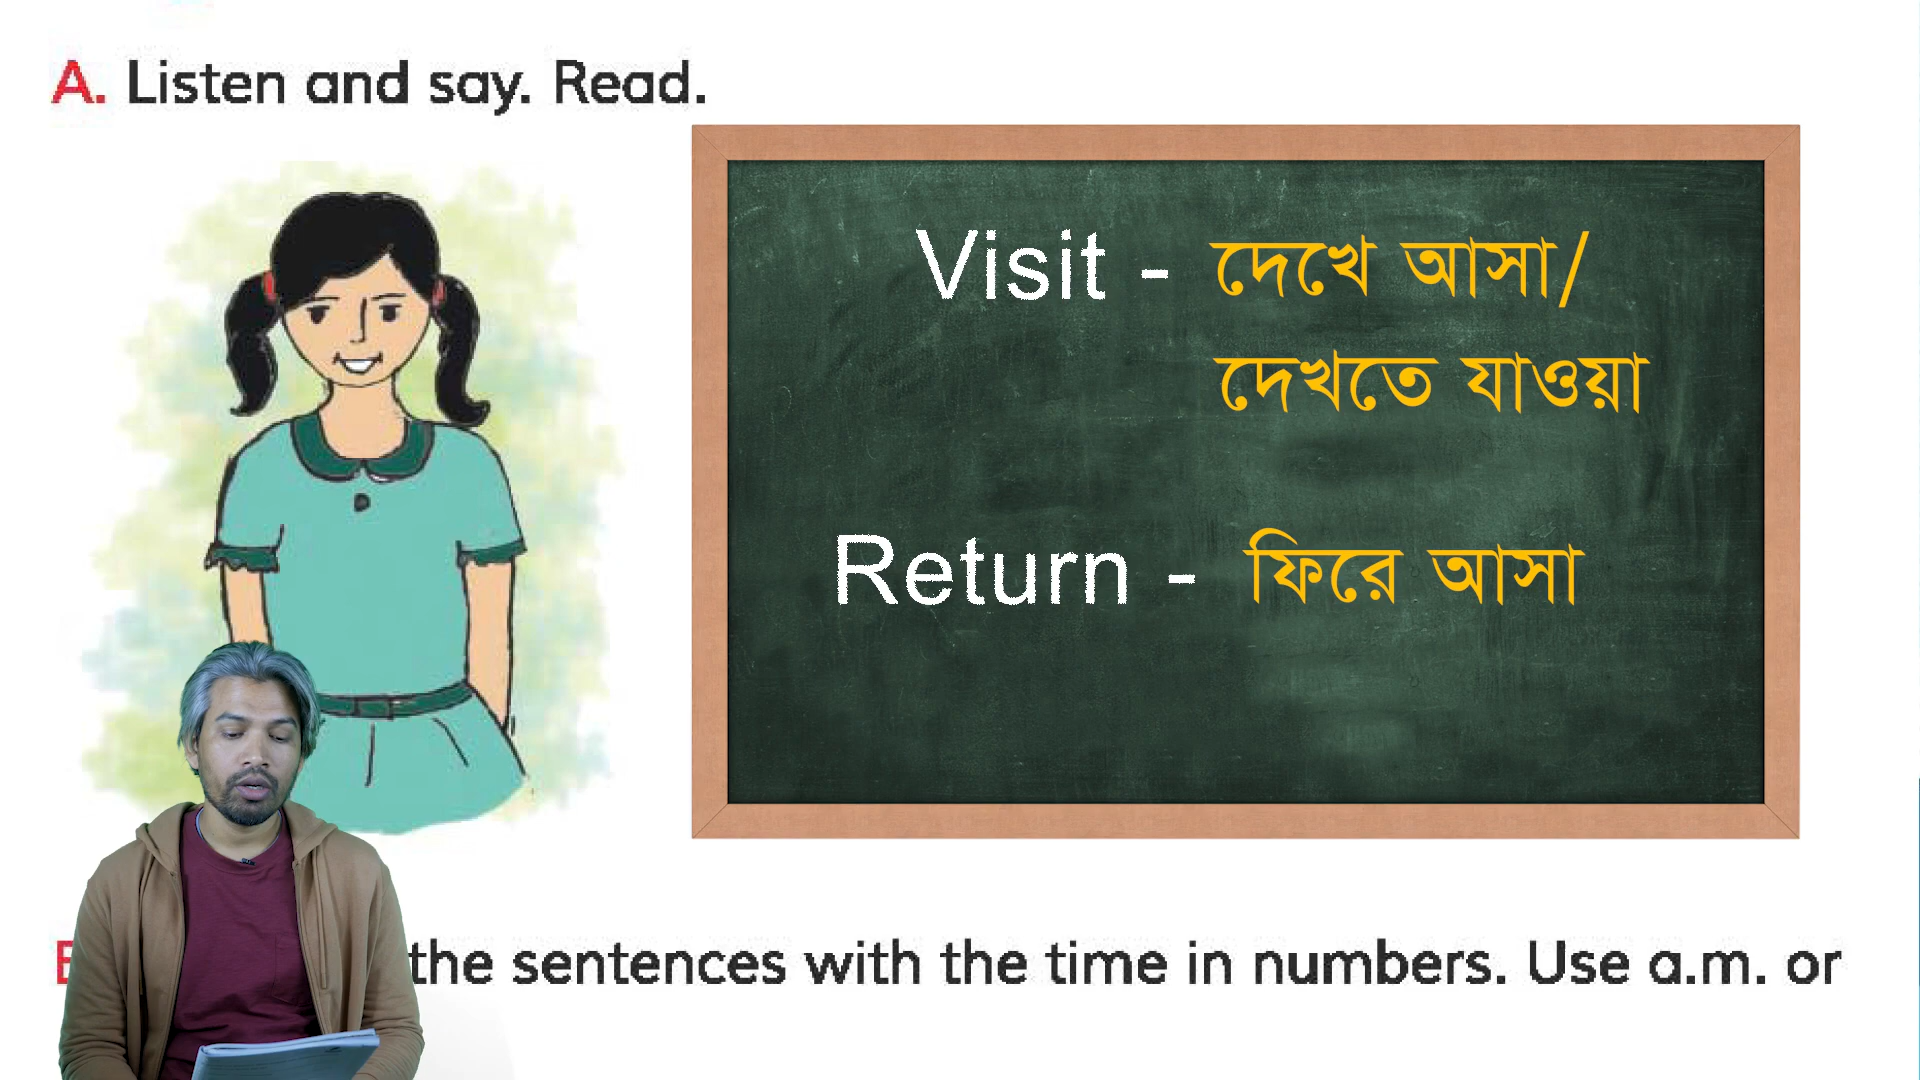 A. Listen and say. Read.
Visit - দেখে আসা/
দেখতে যাওয়া
Return - ফিরে আসা
the sentences with the time in numbers. Use a.m. or